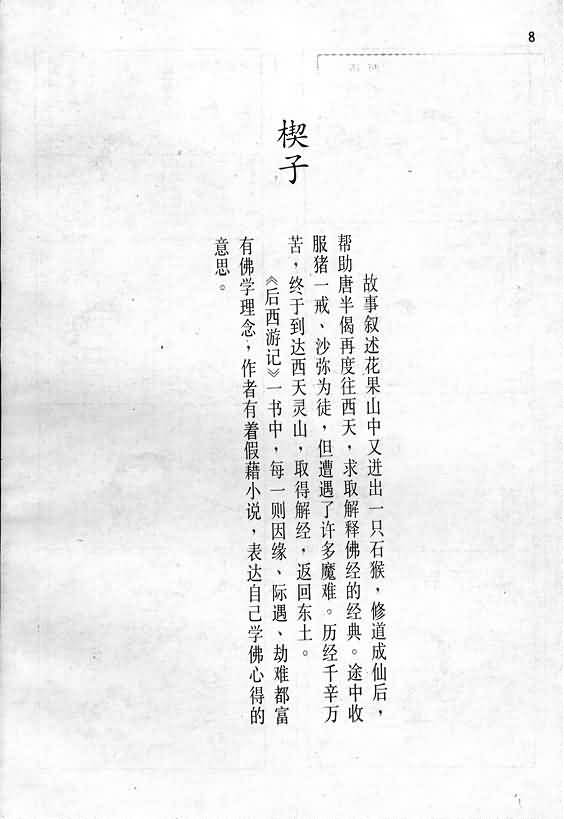 8
楔子
故事叙述花果山中又迸出一只石猴，修道成仙后，
帮助唐半偈再度往西天，求取解释佛经的经典。途中收
服猪一戒、沙弥为徒，但遭遇了许多魔难。历经千辛万
苦，终于到达西天灵山，取得解经，返回东土。
《后西游记》一书中，每一则因缘、际遇、劫难都富
有佛学理念，作者有着假藉小说，表达自己学佛心得的
意思。